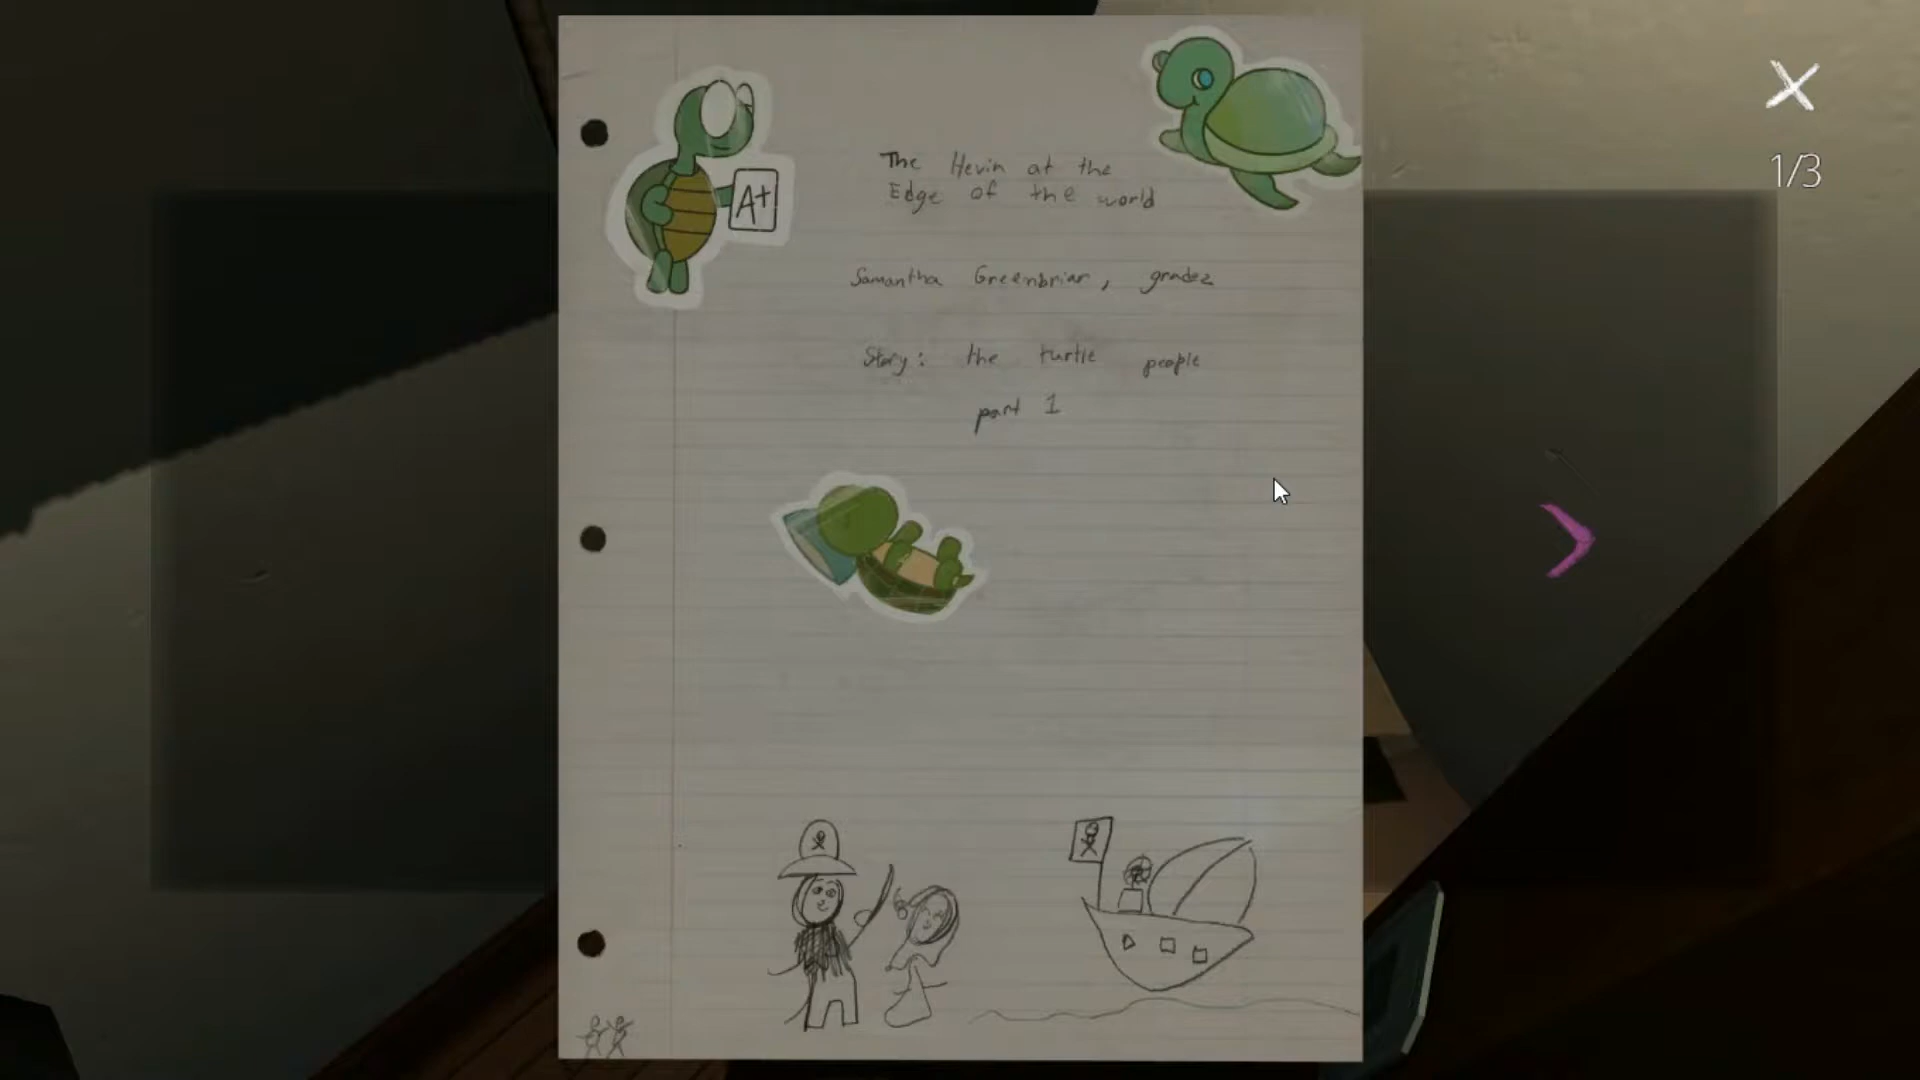 A+
The Hevin at the
Edge of the world
Samantha Greenbriar, grade2
Story: the turtle people
part 1
1/3